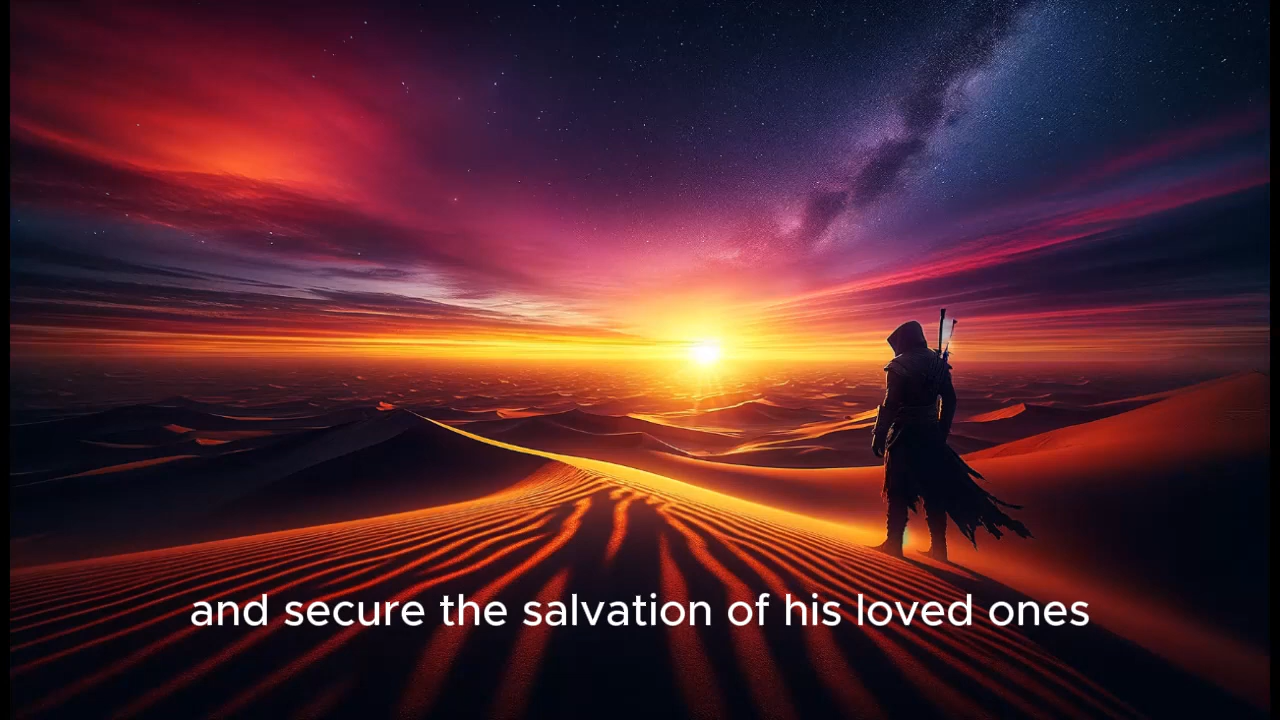 and secure the salvation of his loved ones